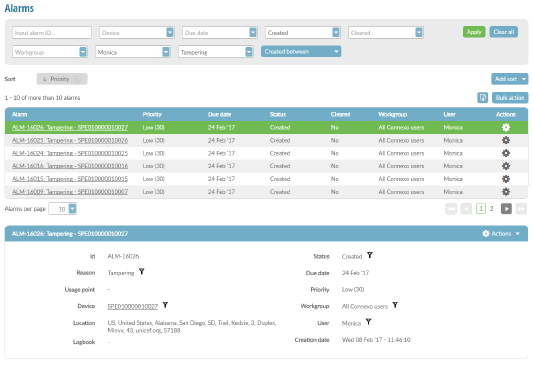 Alarms
Input alarm ID... Device Due date Created Cleared Apply Clear all
Workgroup Monica Tampering Created between
Sort ↓ Priority Add sort
1 - 10 of more than 10 alarms Bulk action
Alarm Priority Due date Status Cleared Workgroup User Actions
ALM-16026: Tampering - SPE010000010027 Low (30) 24 Feb '17 Created No All Connexo users Monica
ALM-16025: Tampering - SPE010000010026 Low (30) 24 Feb '17 Created No All Connexo users Monica
ALM-16024: Tampering - SPE010000010025 Low (30) 24 Feb '17 Created No All Connexo users Monica
ALM-16016: Tampering - SPE010000010016 Low (30) 24 Feb '17 Created No All Connexo users Monica
ALM-16015: Tampering - SPE010000010015 Low (30) 24 Feb '17 Created No All Connexo users Monica
ALM-16009: Tampering - SPE010000010007 Low (30) 24 Feb '17 Created No All Connexo users Monica
Alarms per page 10 1 2
ALM-16026: Tampering - SPE010000010027 Actions
Id ALM-16026 Status Created
Reason Tampering Due date 24 Feb '17
Usage point - Priority Low (30)
Device SPE010000010027 Workgroup All Connexo users
Location US, United States, Alabama, San Diego, SD, Trail, Kedzie, 3, Duplex, User Monica
Minyx, 43, unicef.org, 57188
Logbook - Creation date Wed 08 Feb '17 - 11:46:10